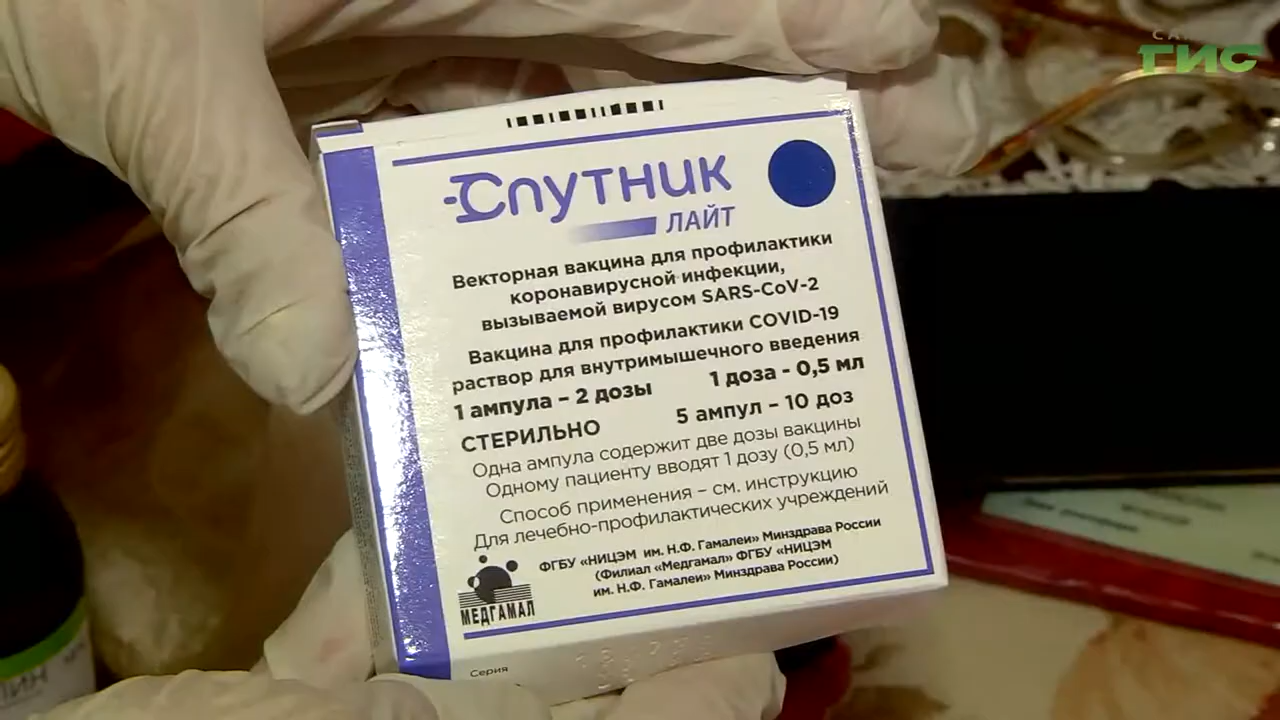 ГИС
Спутник
ЛАЙТ
Векторная вакцина для профилактики
коронавирусной инфекции,
вызываемой вирусом SARS-CoV-2
Вакцина для профилактики COVID-19
раствор для внутримышечного введения
1 ампула – 2 дозы 1 доза - 0,5 мл
СТЕРИЛЬНО 5 ампул – 10 доз
Одна ампула содержит две дозы вакцины
Одному пациенту вводят 1 дозу (0,5 мл)
Способ применения – см. инструкцию
Для лечебно-профилактических учреждений
ФГБУ «НИЦЭМ им. Н.Ф. Гамалеи» Минздрава России
(Филиал «Медгамал» ФГБУ «НИЦЭМ
им. Н.Ф. Гамалеи» Минздрава России)
МЕДГАМАЛ
Серия